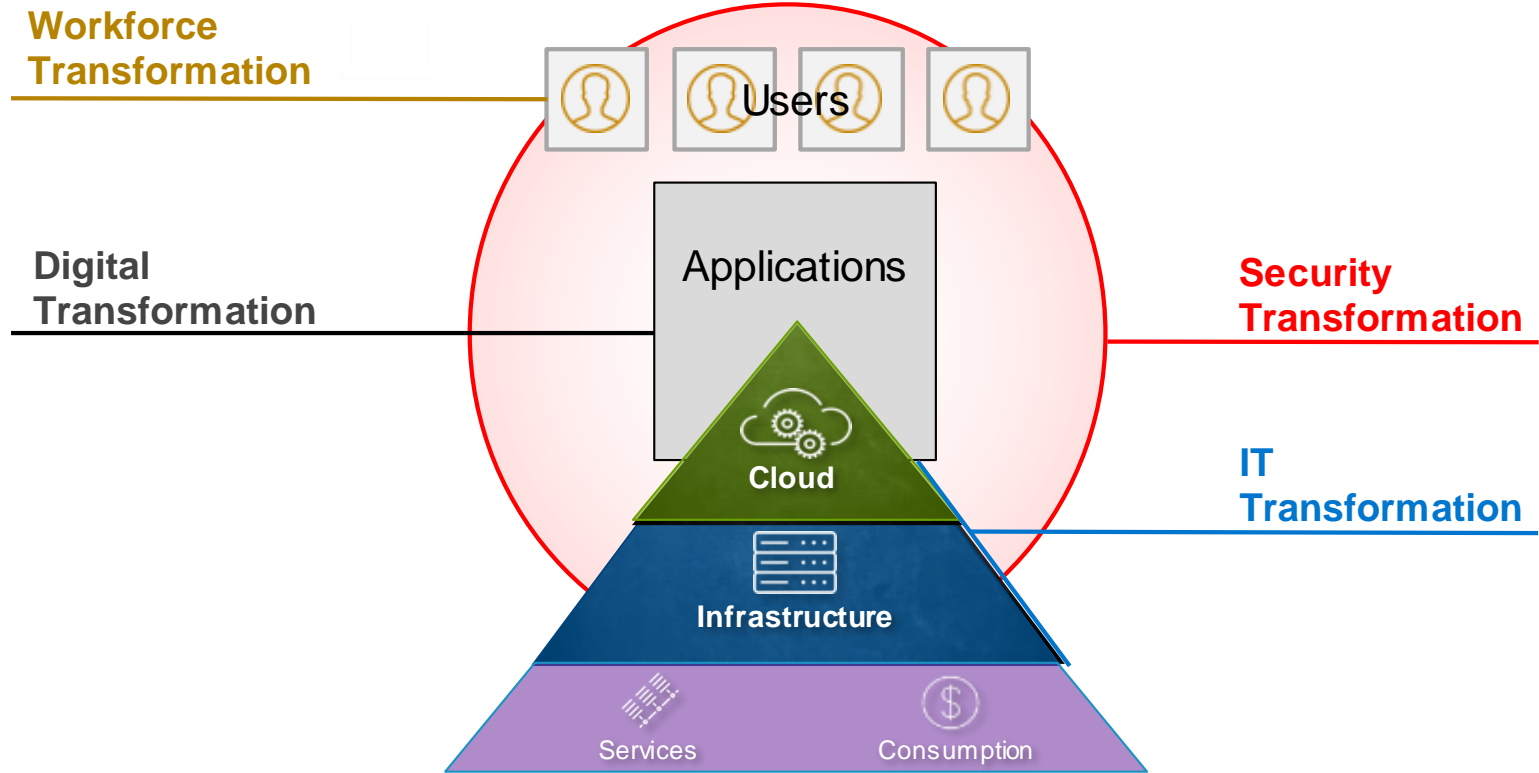 Workforce
Transformation
Users
Digital
Transformation
Applications
Security
Transformation
Cloud
IT
Transformation
Infrastructure
$
Services
Consumption